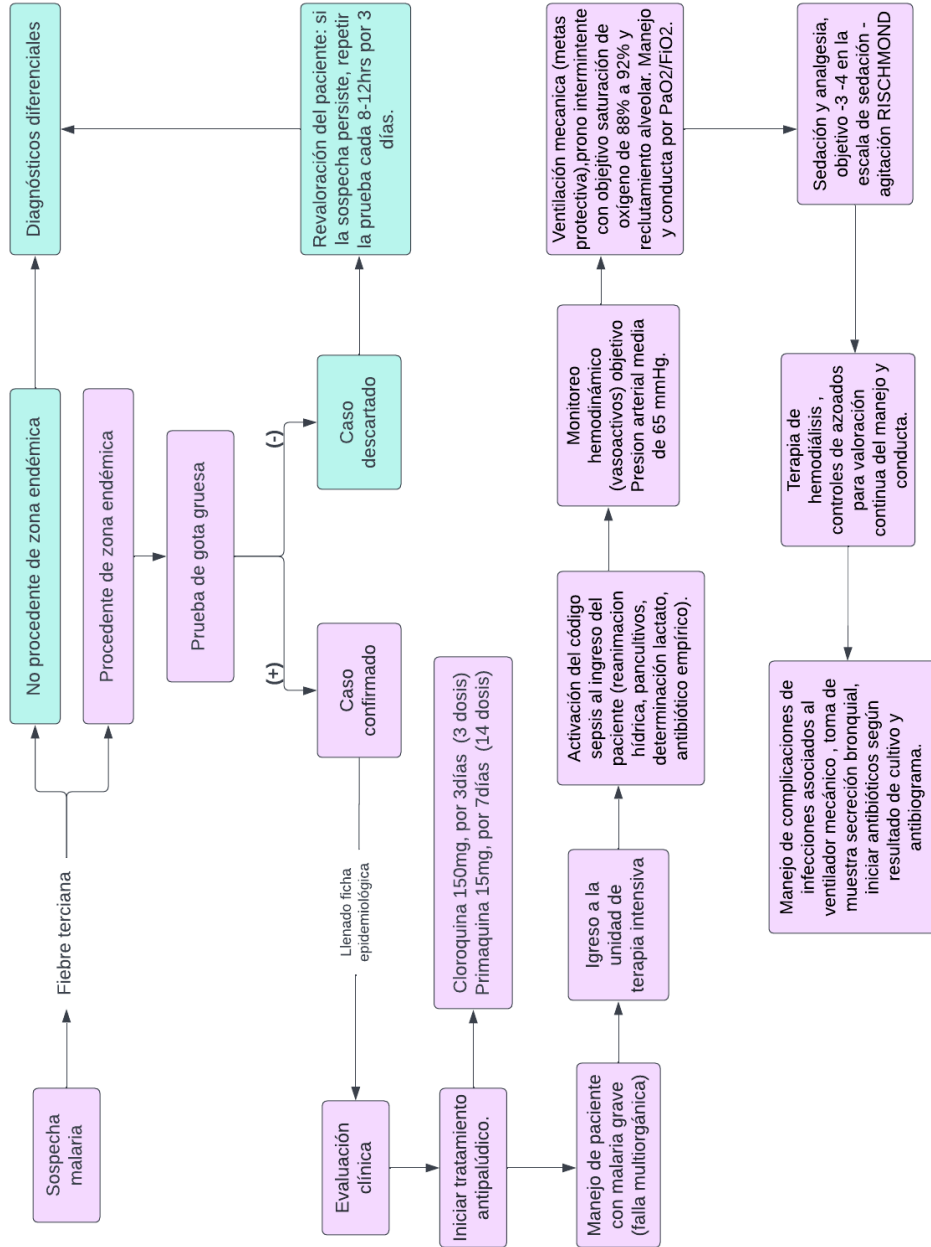 Sospecha
malaria
Fiebre terciana
No procedente de zona endémica
Diagnósticos diferenciales
Procedente de zona endémica
Prueba de gota gruesa
(+)
(-)
Caso
confirmado
Caso
descartado
Revaloración del paciente: si
la sospecha persiste, repetir
la prueba cada 8-12hrs por 3
días.
Llenado ficha
epidemiológica
Evaluación
clínica
Iniciar tratamiento
antipalúdico.
Cloroquina 150mg, por 3días (3 dosis)
Primaquina 15mg, por 7días (14 dosis)
Manejo de paciente
con malaria grave
(falla multiorgánica)
Igreso a la
unidad de
terapia intensiva
Activación del código
sepsis al ingreso del
paciente (reanimacion
hídrica, pancultivos,
determinación lactato,
antibiótico empírico).
Monitoreo
hemodinámico
(vasoactivos) objetivo
Presion arterial media
de 65 mmHg.
Ventilación mecanica (metas
protectiva),prono intermintente
con objejtivo saturación de
oxígeno de 88% a 92% y
reclutamiento alveolar. Manejo
y conducta por PaO2/FiO2.
Sedación y analgesia,
objetivo -3 -4 en la
escala de sedación -
agitación RISCHMOND
Terapia de
hemodiálisis ,
controles de azoados
para valoración
continua del manejo y
conducta.
Manejo de complicaciones de
infecciones asociados al
ventilador mecánico , toma de
muestra secreción bronquial,
iniciar antibióticos según
resultado de cultivo y
antibiograma.